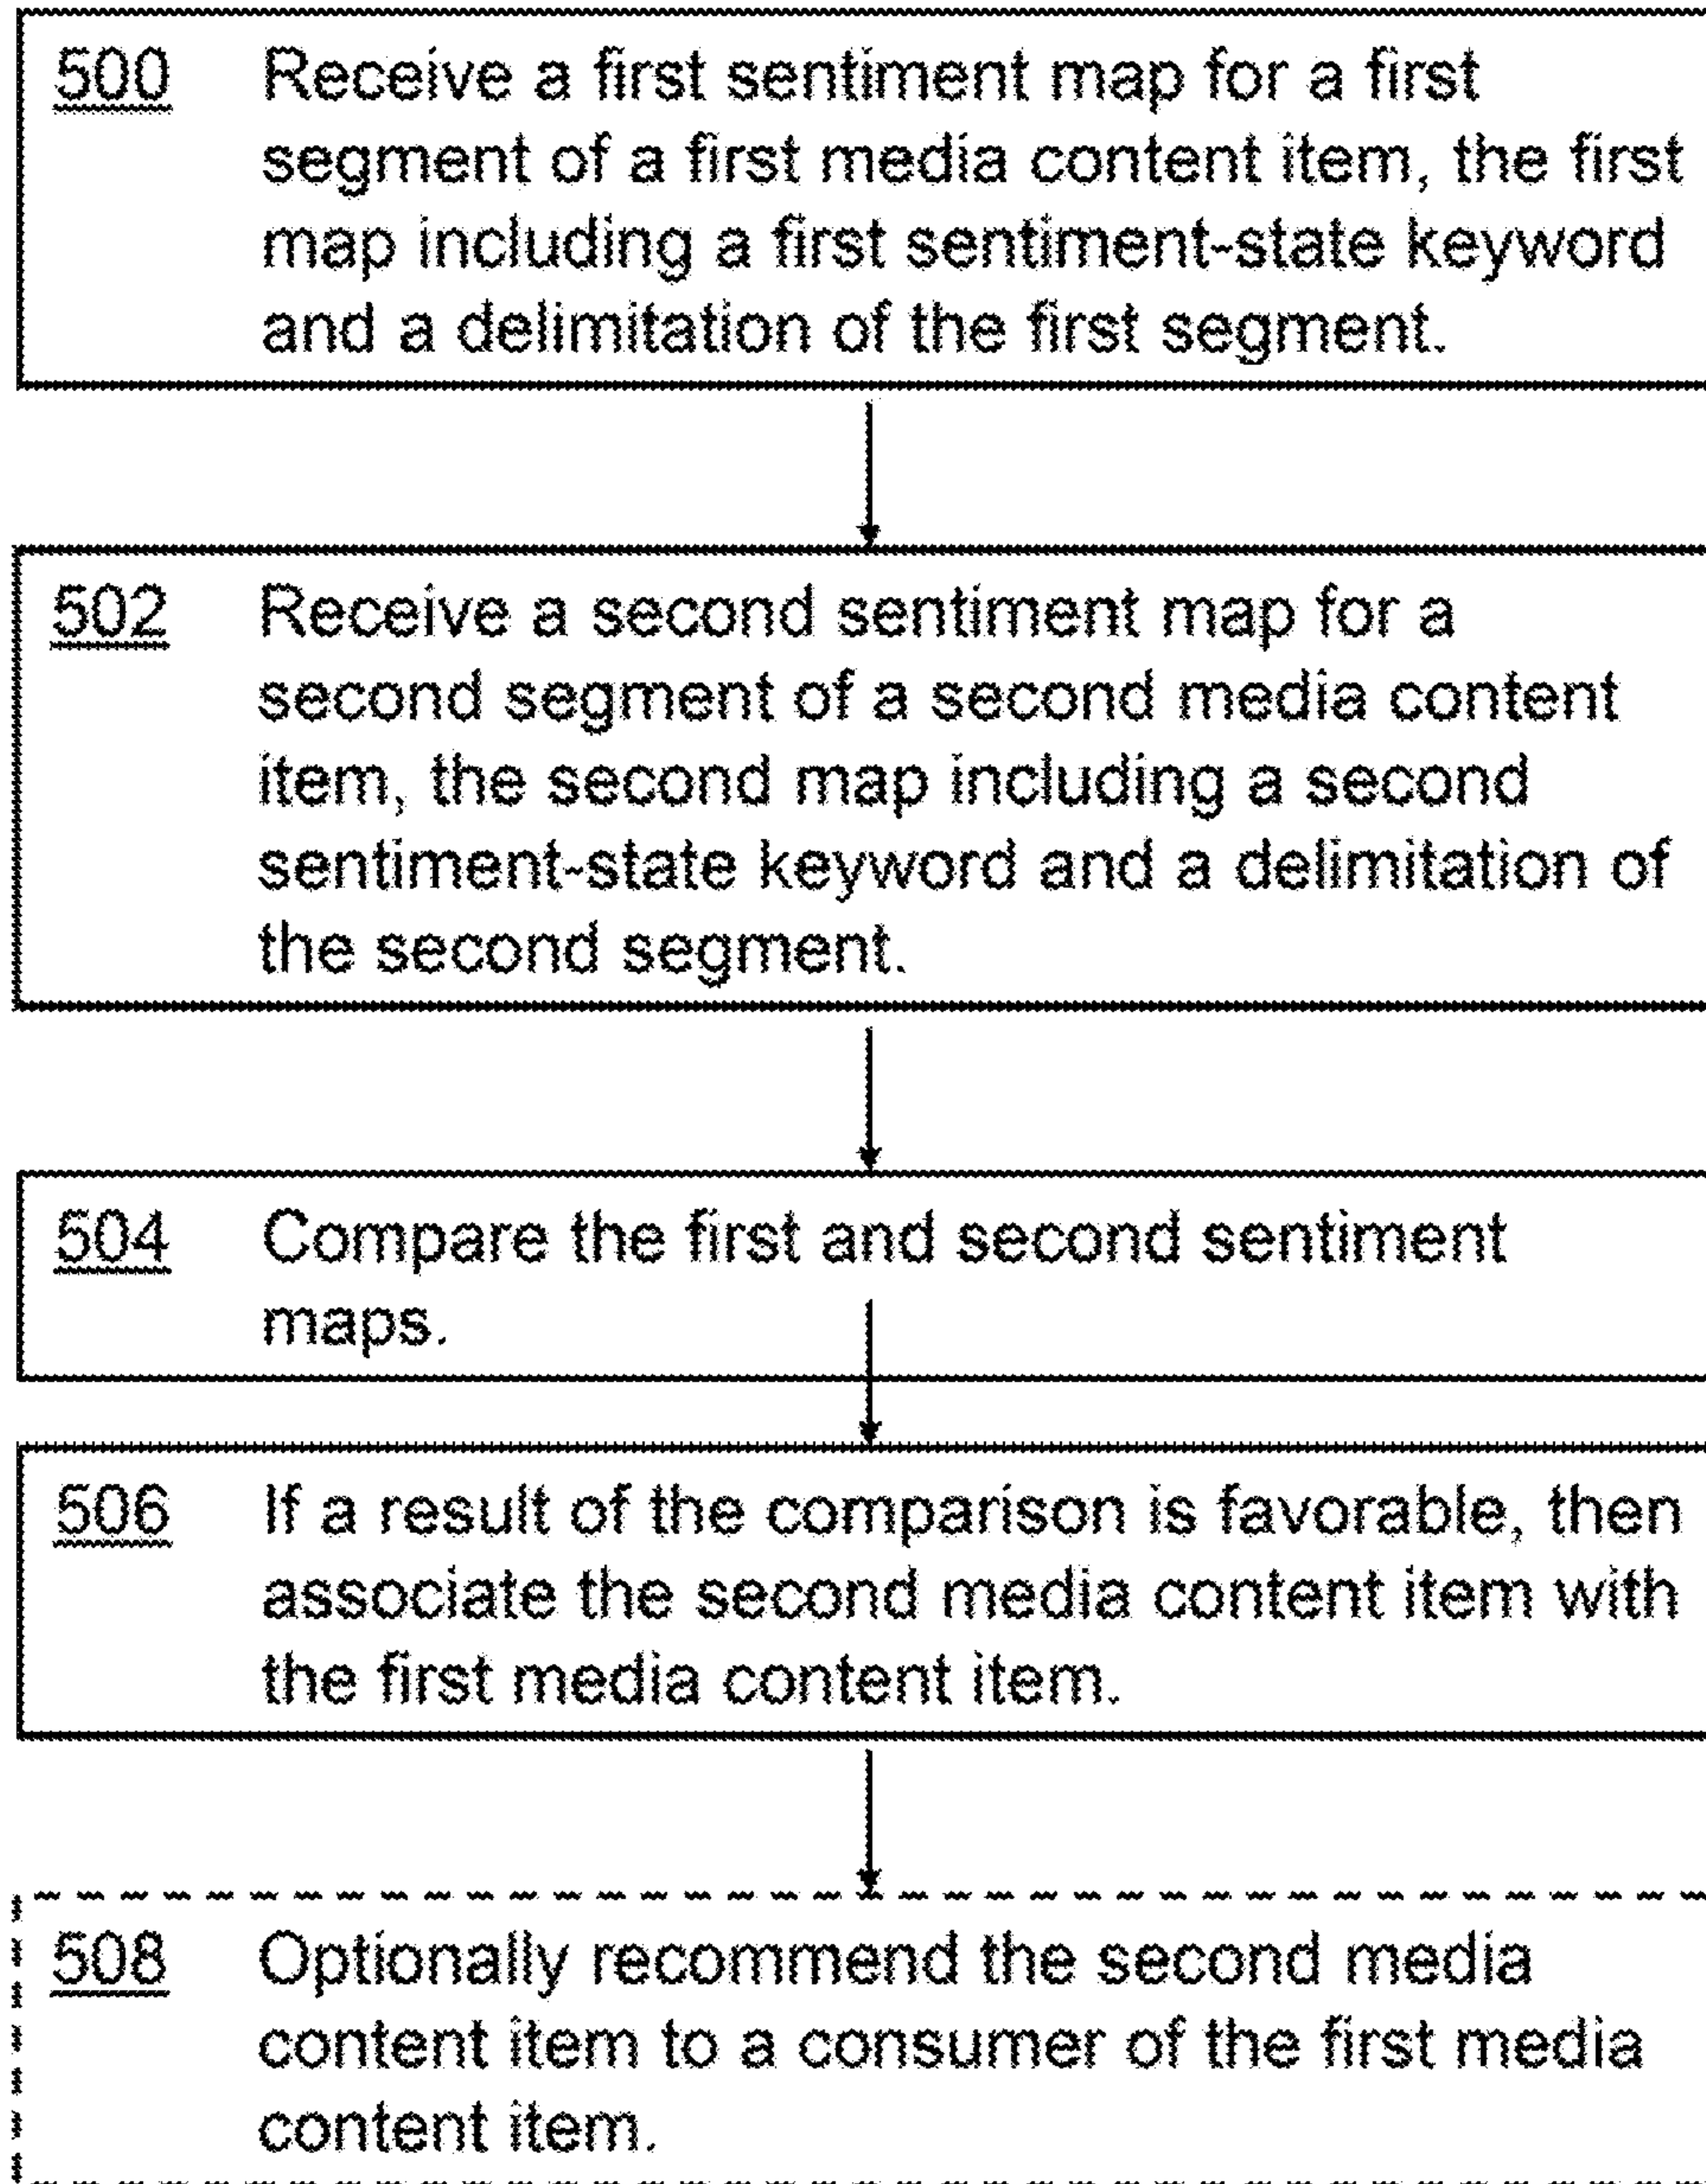 500 Receive a first sentiment map for a first
segment of a first media content item, the first
map including a first sentiment-state keyword
and a delimitation of the first segment.
502 Receive a second sentiment map for a
second segment of a second media content
item, the second map including a second
sentiment-state keyword and a delimitation of
the second segment.
504 Compare the first and second sentiment
maps.
506 If a result of the comparison is favorable, then
associate the second media content item with
the first media content item.
508 Optionally recommend the second media
content item to a consumer of the first media
content item.